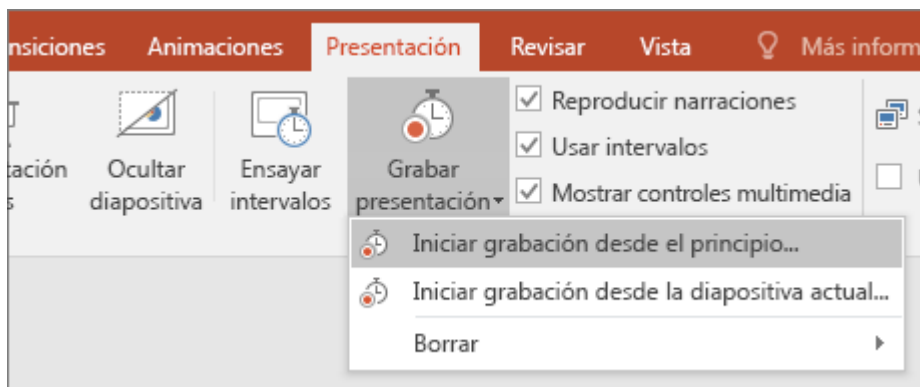 nsiciones Animaciones Presentación Revisar Vista Más inform
Reproducir narraciones
Usar intervalos
Mostrar controles multimedia
tación
Ocultar
diapositiva
Ensayar
intervalos
Grabar
presentación
Iniciar grabación desde el principio...
Iniciar grabación desde la diapositiva actual...
Borrar